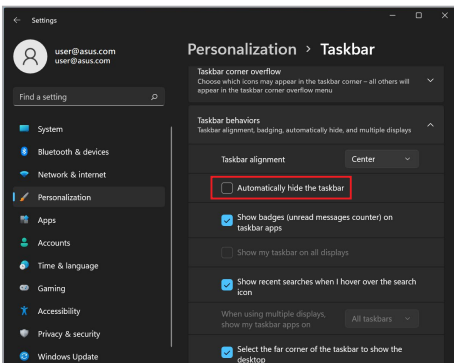 Settings
user@asus.com
user@asus.com
Find a setting
System
Bluetooth & devices
Network & internet
Personalization
Apps
Accounts
Time & language
Gaming
Accessibility
Privacy & security
Windows Update
Personalization > Taskbar
Taskbar corner overflow
Choose which icons may appear in the taskbar corner – all others will
appear in the taskbar corner overflow menu
Taskbar behaviors
Taskbar alignment, badging, automatically hide, and multiple displays
Taskbar alignment Center
Automatically hide the taskbar
Show badges (unread messages counter) on
taskbar apps
Show my taskbar on all displays
Show recent searches when I hover over the search
icon
When using multiple displays,
show my taskbar apps on All taskbars
Select the far corner of the taskbar to show the
desktop